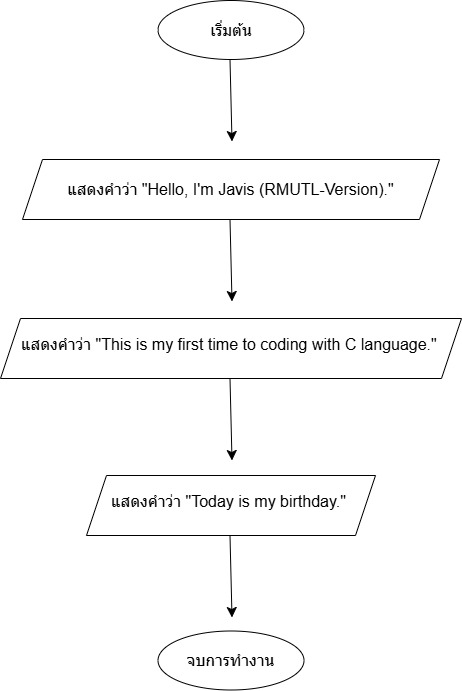 เริ่มต้น
แสดงคำว่า "Hello, I'm Javis (RMUTL-Version)."
แสดงคำว่า "This is my first time to coding with C language."
แสดงคำว่า "Today is my birthday."
จบการทำงาน